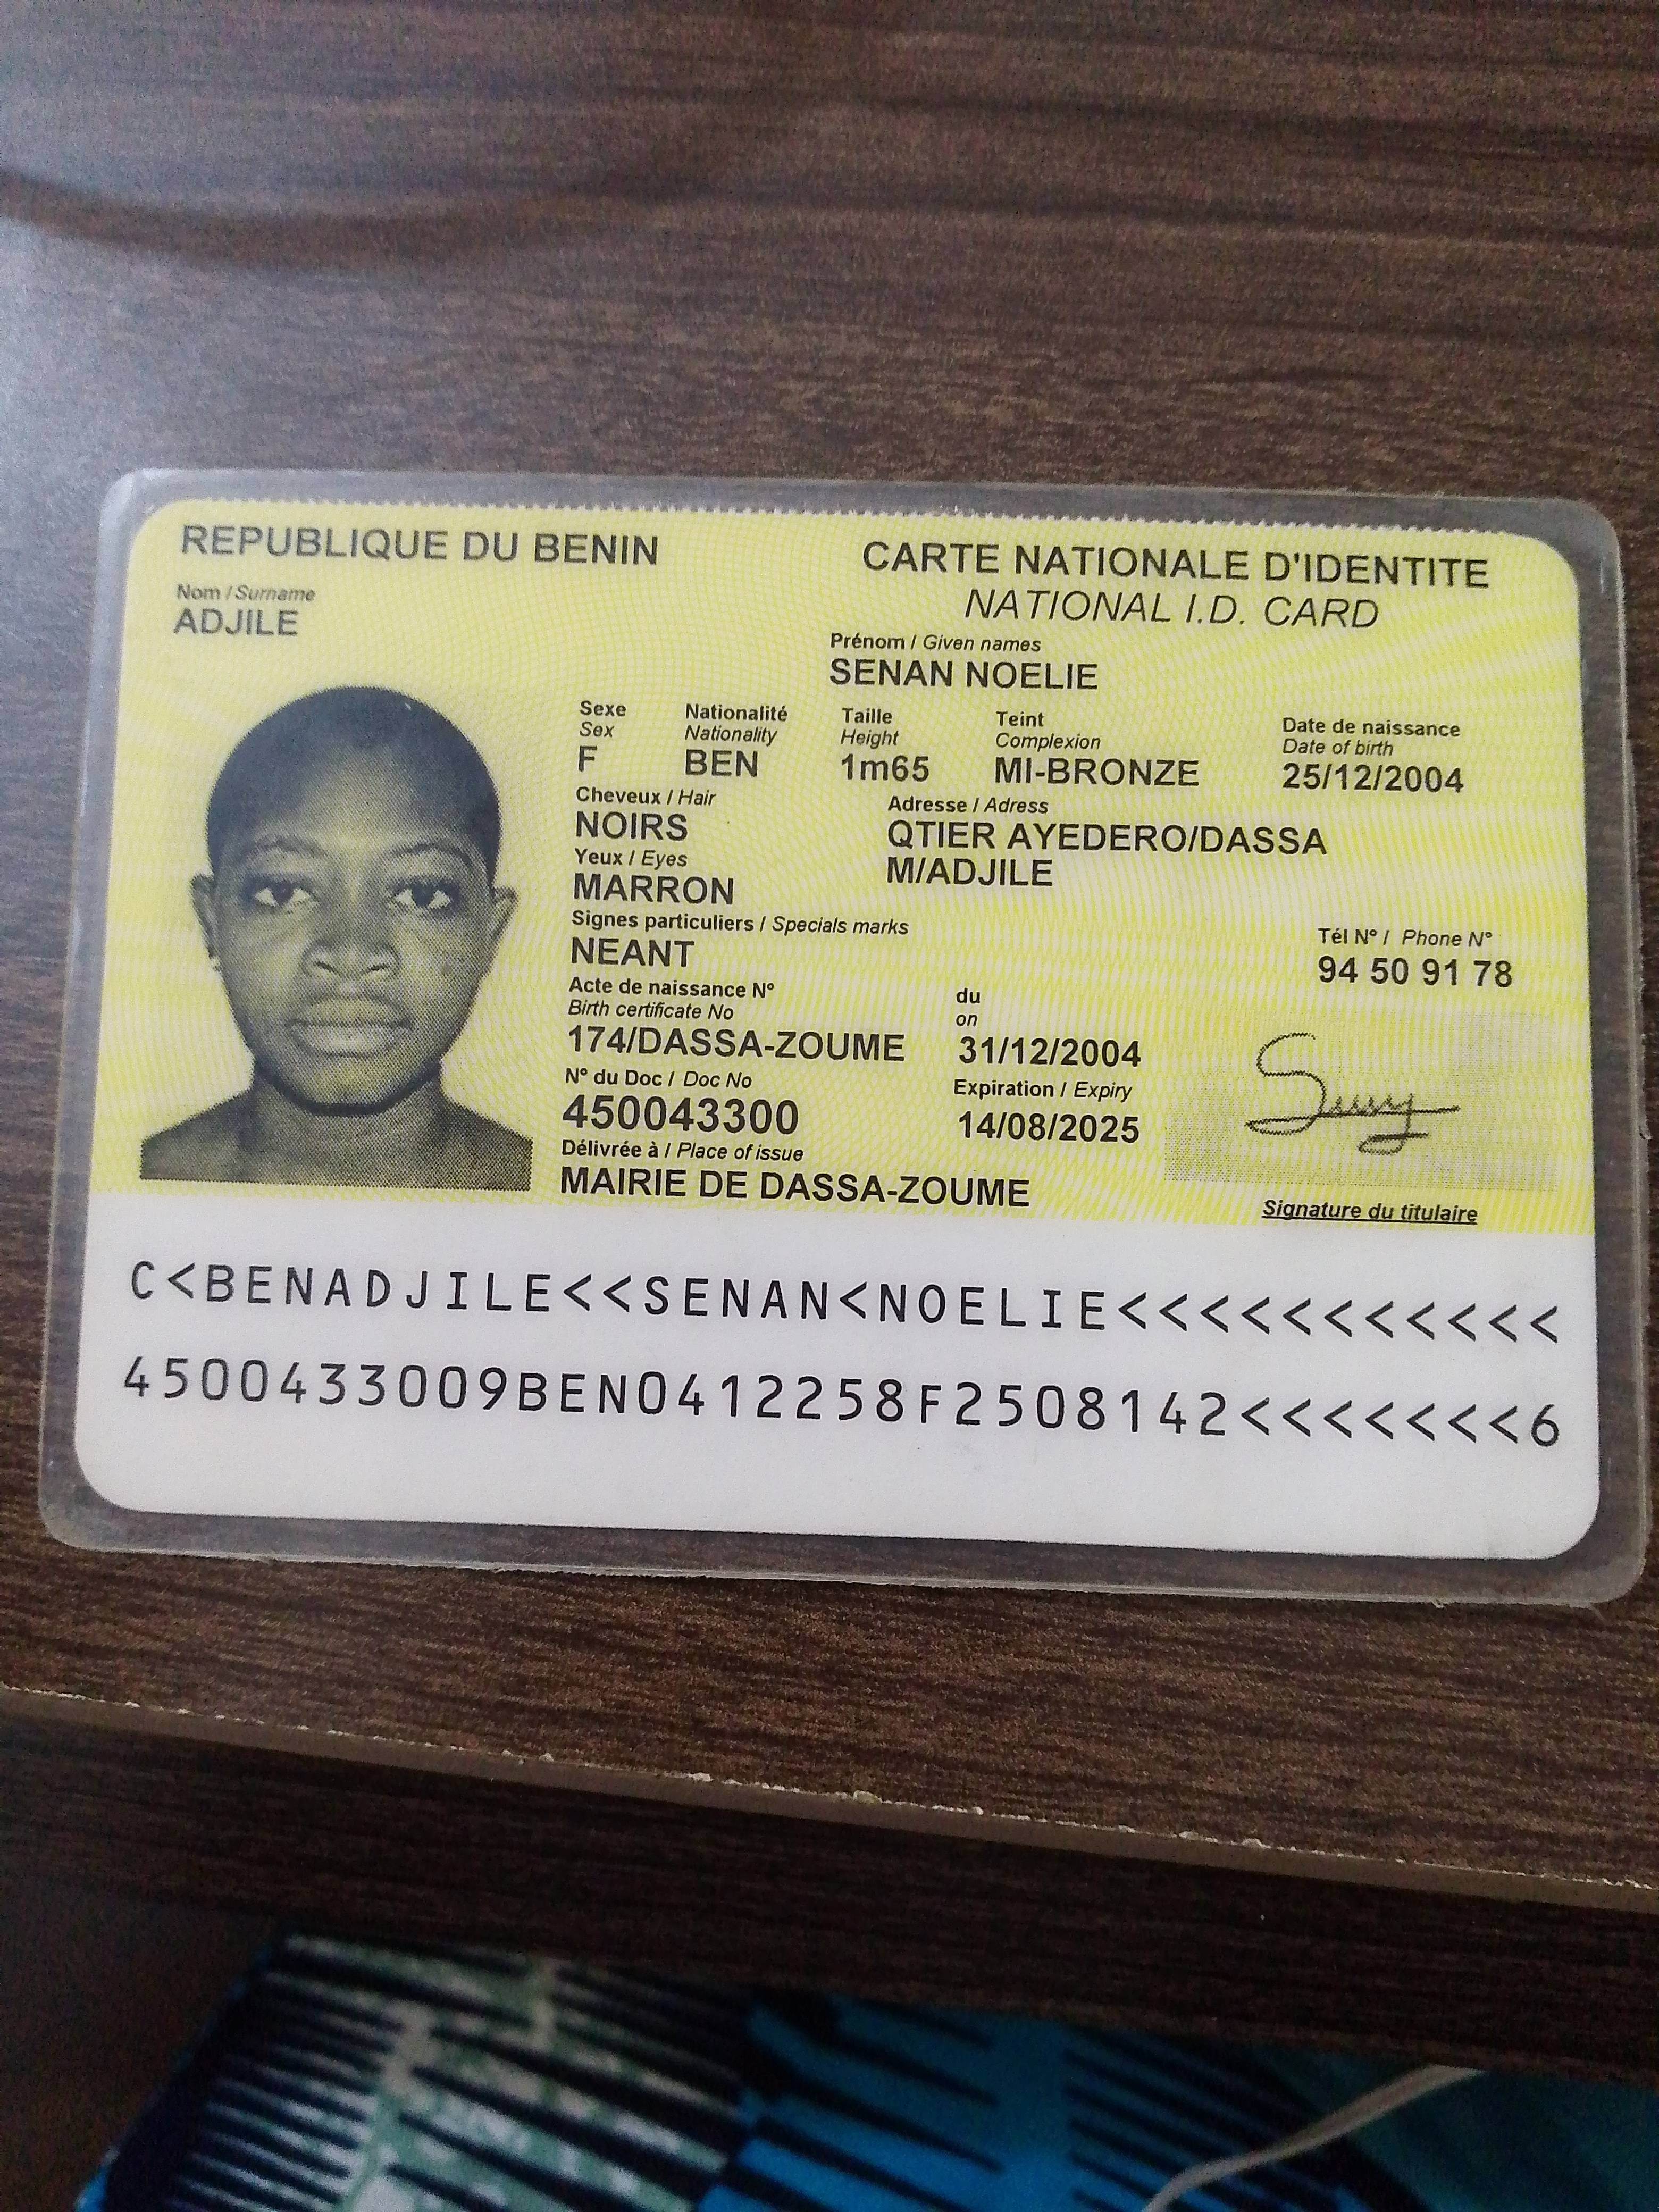 REPUBLIQUE DU BENIN
CARTE NATIONALE D'IDENTITE
NATIONAL I.D. CARD
Nom / Surname
ADJILE
Prénom / Given names
SENAN NOELIE
Sexe
Sex
F
Nationalité
Nationality
BEN
Taille
Height
1m65
Teint
Complexion
MI-BRONZE
Date de naissance
Date of birth
25/12/2004
Cheveux / Hair
NOIRS
Adresse / Adress
QTIER AYEDERO/DASSA
M/ADJILE
Yeux / Eyes
MARRON
Signes particuliers / Specials marks
NEANT
Tél N° / Phone N°
94 50 91 78
Acte de naissance N°
Birth certificate No
174/DASSA-ZOUME
du
on
31/12/2004
N° du Doc / Doc No
450043300
Expiration / Expiry
14/08/2025
Délivrée à / Place of issue
MAIRIE DE DASSA-ZOUME
Signature du titulaire
C<BENADJILE<<SENAN<NOELIE<<<<<<<<<<<
4500433009BEN0412258F2508142<<<<<<<6